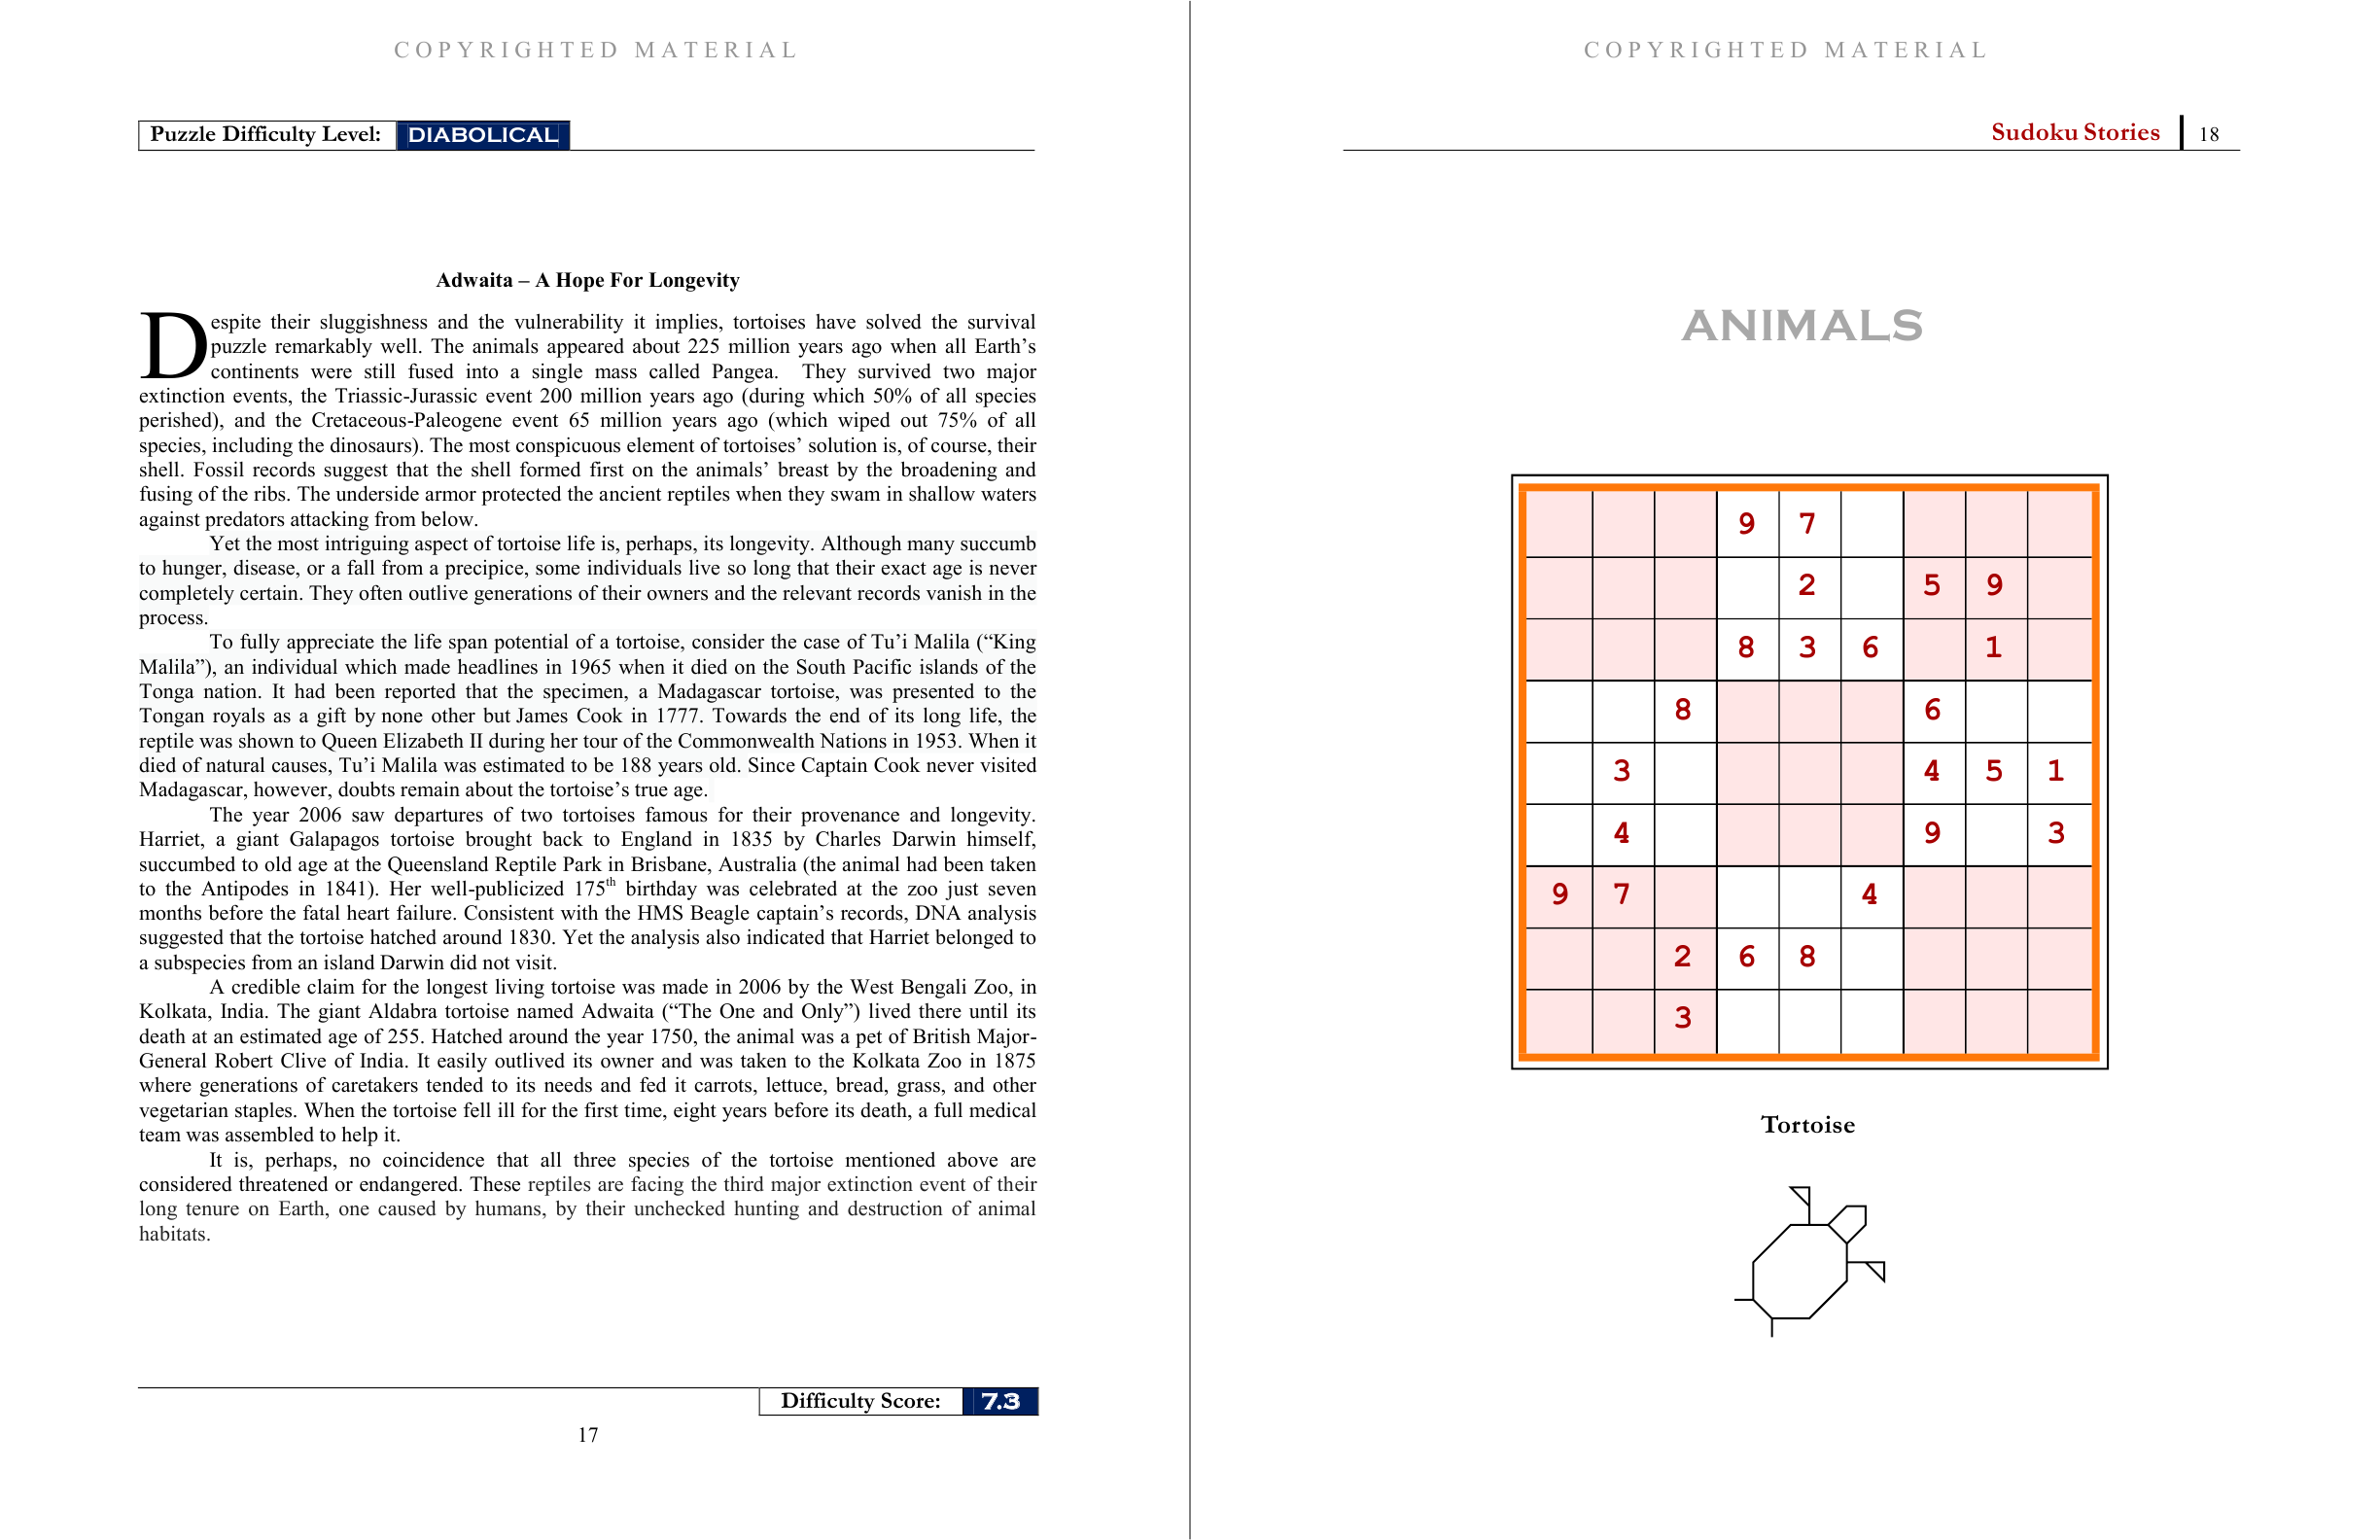 COPYRIGHTED MATERIAL
Puzzle Difficulty Level: DIABOLICAL
Adwaita – A Hope For Longevity
Despite their sluggishness and the vulnerability it implies, tortoises have solved the survival
puzzle remarkably well. The animals appeared about 225 million years ago when all Earth’s
continents were still fused into a single mass called Pangea. They survived two major
extinction events, the Triassic-Jurassic event 200 million years ago (during which 50% of all species
perished), and the Cretaceous-Paleogene event 65 million years ago (which wiped out 75% of all
species, including the dinosaurs). The most conspicuous element of tortoises’ solution is, of course, their
shell. Fossil records suggest that the shell formed first on the animals’ breast by the broadening and
fusing of the ribs. The underside armor protected the ancient reptiles when they swam in shallow waters
against predators attacking from below.
Yet the most intriguing aspect of tortoise life is, perhaps, its longevity. Although many succumb
to hunger, disease, or a fall from a precipice, some individuals live so long that their exact age is never
completely certain. They often outlive generations of their owners and the relevant records vanish in the
process.
To fully appreciate the life span potential of a tortoise, consider the case of Tu’i Malila (“King
Malila”), an individual which made headlines in 1965 when it died on the South Pacific islands of the
Tonga nation. It had been reported that the specimen, a Madagascar tortoise, was presented to the
Tongan royals as a gift by none other but James Cook in 1777. Towards the end of its long life, the
reptile was shown to Queen Elizabeth II during her tour of the Commonwealth Nations in 1953. When it
died of natural causes, Tu’i Malila was estimated to be 188 years old. Since Captain Cook never visited
Madagascar, however, doubts remain about the tortoise’s true age.
The year 2006 saw departures of two tortoises famous for their provenance and longevity.
Harriet, a giant Galapagos tortoise brought back to England in 1835 by Charles Darwin himself,
succumbed to old age at the Queensland Reptile Park in Brisbane, Australia (the animal had been taken
to the Antipodes in 1841). Her well-publicized 175th birthday was celebrated at the zoo just seven
months before the fatal heart failure. Consistent with the HMS Beagle captain’s records, DNA analysis
suggested that the tortoise hatched around 1830. Yet the analysis also indicated that Harriet belonged to
a subspecies from an island Darwin did not visit.
A credible claim for the longest living tortoise was made in 2006 by the West Bengali Zoo, in
Kolkata, India. The giant Aldabra tortoise named Adwaita (“The One and Only”) lived there until its
death at an estimated age of 255. Hatched around the year 1750, the animal was a pet of British Major-
General Robert Clive of India. It easily outlived its owner and was taken to the Kolkata Zoo in 1875
where generations of caretakers tended to its needs and fed it carrots, lettuce, bread, grass, and other
vegetarian staples. When the tortoise fell ill for the first time, eight years before its death, a full medical
team was assembled to help it.
It is, perhaps, no coincidence that all three species of the tortoise mentioned above are
considered threatened or endangered. These reptiles are facing the third major extinction event of their
long tenure on Earth, one caused by humans, by their unchecked hunting and destruction of animal
habitats.
Difficulty Score: 7.3
17
COPYRIGHTED MATERIAL
Sudoku Stories 18
ANIMALS
9 7
2 5 9
8 3 6 1
8 6
3 4 5 1
4 9 3
9 7 4
2 6 8
3
Tortoise